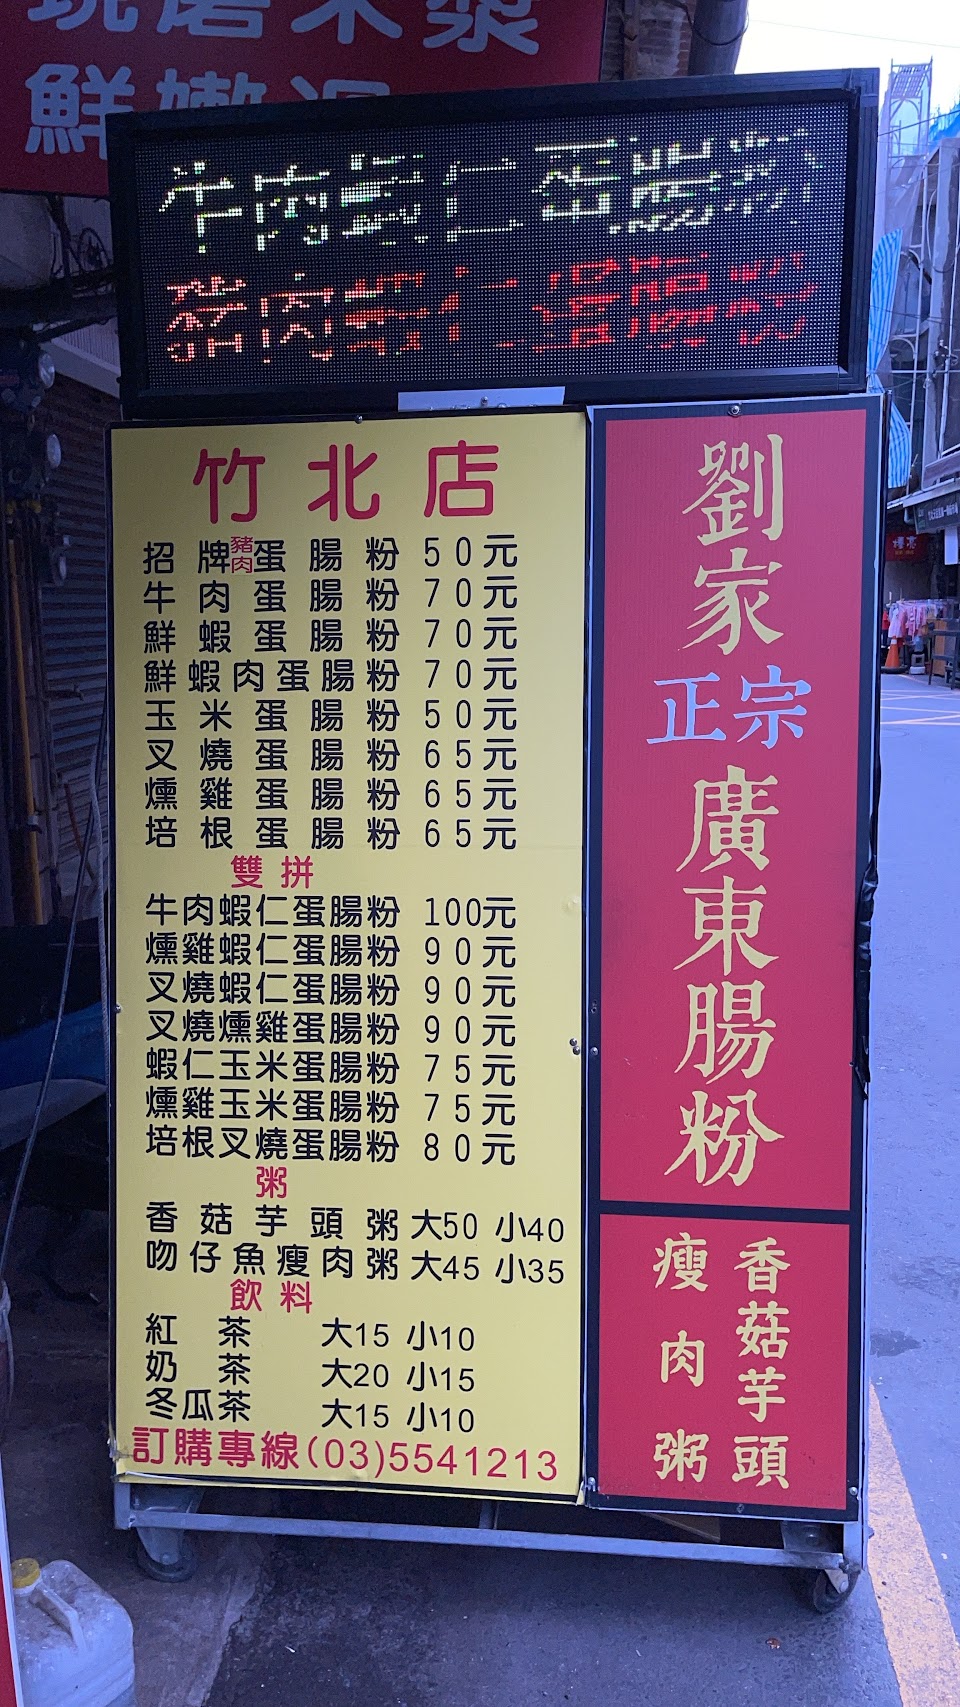 鮮嫩
牛肉蝦仁蛋腸粉
豬肉蝦仁蛋腸粉
竹北店
招牌豬肉蛋腸粉 50元
牛肉蛋腸粉 70元
鮮蝦蛋腸粉 70元
鮮蝦肉蛋腸粉 70元
玉米蛋腸粉 50元
叉燒蛋腸粉 65元
燻雞蛋腸粉 65元
培根蛋腸粉 65元
雙拼
牛肉蝦仁蛋腸粉 100元
燻雞蝦仁蛋腸粉 90元
叉燒蝦仁蛋腸粉 90元
叉燒燻雞蛋腸粉 90元
蝦仁玉米蛋腸粉 75元
燻雞玉米蛋腸粉 75元
培根叉燒蛋腸粉 80元
粥
香菇芋頭粥 大50 小40
吻仔魚瘦肉粥 大45 小35
飲料
紅茶 大15 小10
奶茶 大20 小15
冬瓜茶 大15 小10
訂購專線(03)5541213
劉家正宗廣東腸粉
香菇芋頭
瘦肉粥